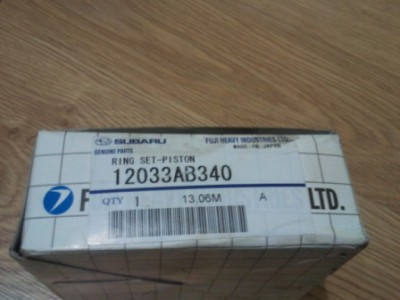 SUBARU FUJI HEAVY INDUSTRIES LTD.
GENUINE PARTS MADE IN JAPAN
RING SET-PISTON
12033AB340
QTY 1 13.06M A
F LTD.